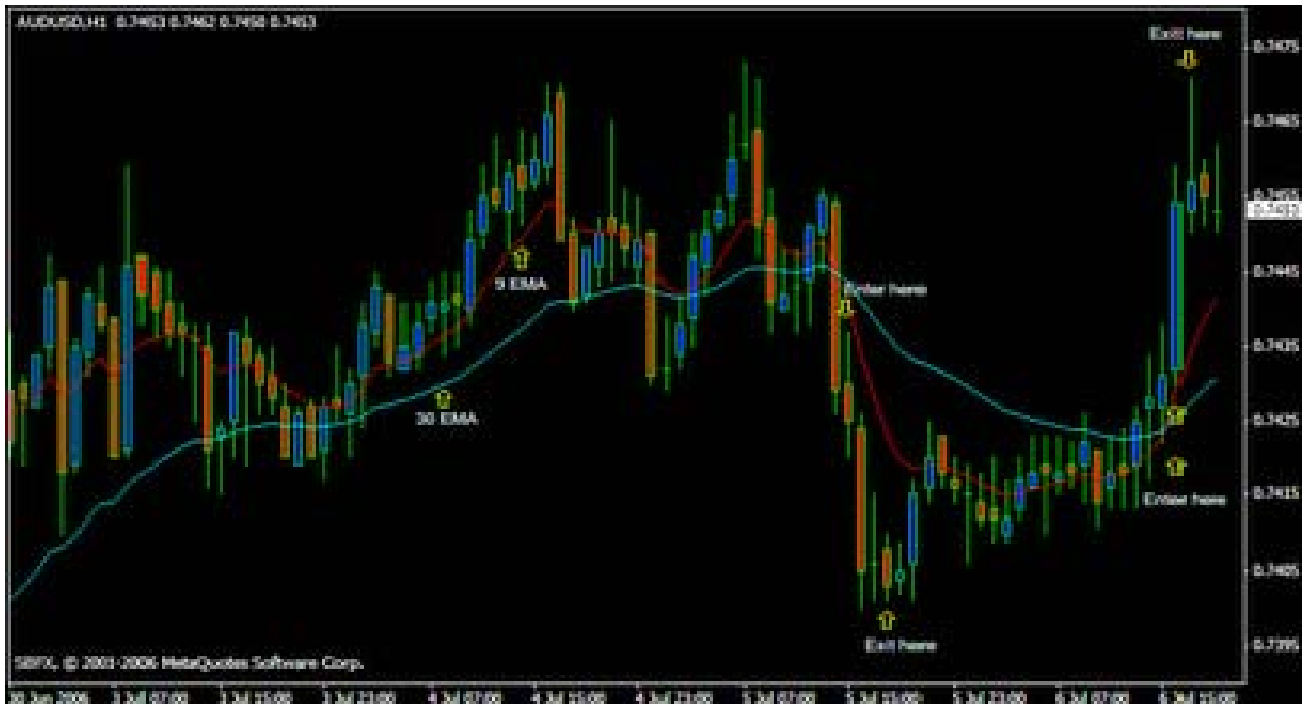 AUDUSD,H1 0.7453 0.7462 0.7450 0.7453
Exit here
0.7475
0.7465
0.7455
0.7453
9 EMA
0.7445
Enter here
0.7435
30 EMA
0.7425
0.7415
Enter here
0.7405
Exit here
0.7395
SBFX, © 2001-2006 MetaQuotes Software Corp.
30 Jun 2006 3 Jul 07:00 3 Jul 15:00 3 Jul 23:00 4 Jul 07:00 4 Jul 15:00 4 Jul 23:00 5 Jul 07:00 5 Jul 15:00 5 Jul 23:00 6 Jul 07:00 6 Jul 15:00